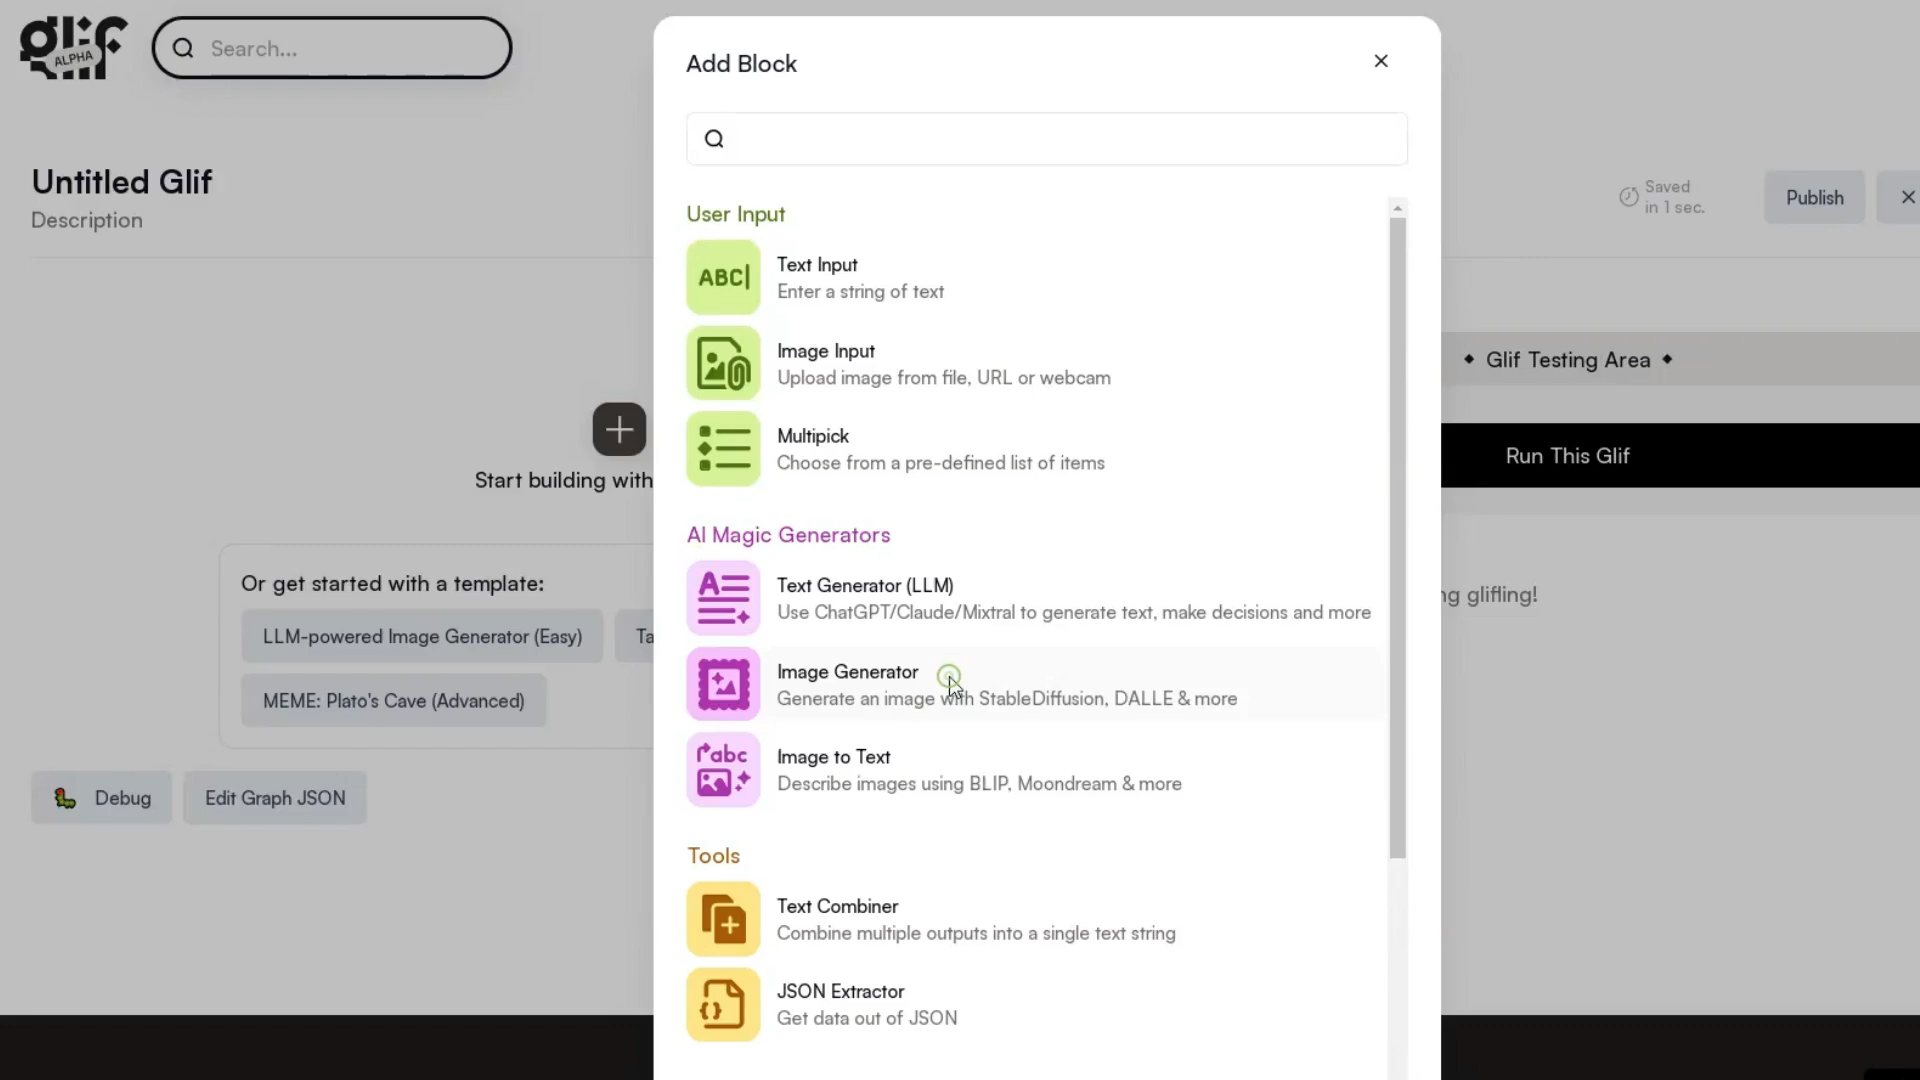 glif
ALPHA
Search...
Untitled Glif
Description
Start building with
Or get started with a template:
LLM-powered Image Generator (Easy)
Ta
MEME: Plato's Cave (Advanced)
Debug
Edit Graph JSON
Add Block
User Input
ABC|
Text Input
Enter a string of text
Image Input
Upload image from file, URL or webcam
Multipick
Choose from a pre-defined list of items
AI Magic Generators
Text Generator (LLM)
Use ChatGPT/Claude/Mixtral to generate text, make decisions and more
Image Generator
Generate an image with StableDiffusion, DALLE & more
abc
Image to Text
Describe images using BLIP, Moondream & more
Tools
Text Combiner
Combine multiple outputs into a single text string
JSON Extractor
Get data out of JSON
Saved
in 1 sec.
Publish
Glif Testing Area
Run This Glif
ng glifling!